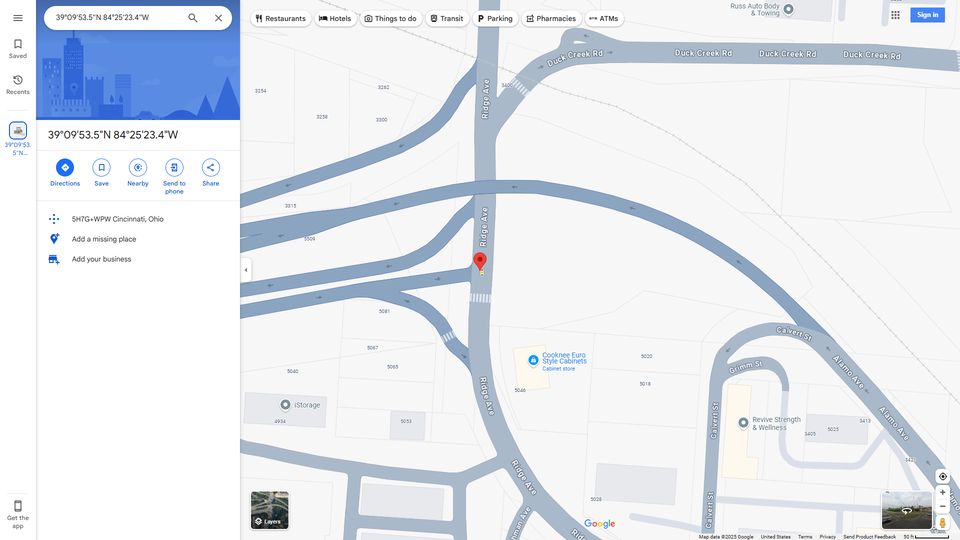 39°09'53.5"N 84°25'23.4"W
Saved
Recents
39°09'53.
5"N...
Get the
app
39°09'53.5"N 84°25'23.4"W
Directions
Save
Nearby
Send to
phone
Share
5H7G+WPW Cincinnati, Ohio
Add a missing place
Add your business
Restaurants
Hotels
Things to do
Transit
Parking
Pharmacies
ATMs
Russ Auto Body
& Towing
Sign in
Duck Creek Rd
Duck Creek Rd
Duck Creek Rd
Duck Creek Rd
3400
3254
3262
3258
3300
Ridge Ave
3315
3509
Ridge Ave
5081
5067
5065
5040
Cooknee Euro
Style Cabinets
Cabinet store
5046
5020
5018
Calvert St
Grimm St
Alamo Ave
Alamo Ave
Ridge Ave
iStorage
4934
5053
Calvert St
Revive Strength
& Wellness
3405
5025
3413
3421
Ridge Ave
5028
Calvert St
Layers
Google
Map data ©2025 Google
United States
Terms
Privacy
Send Product Feedback
50 ft